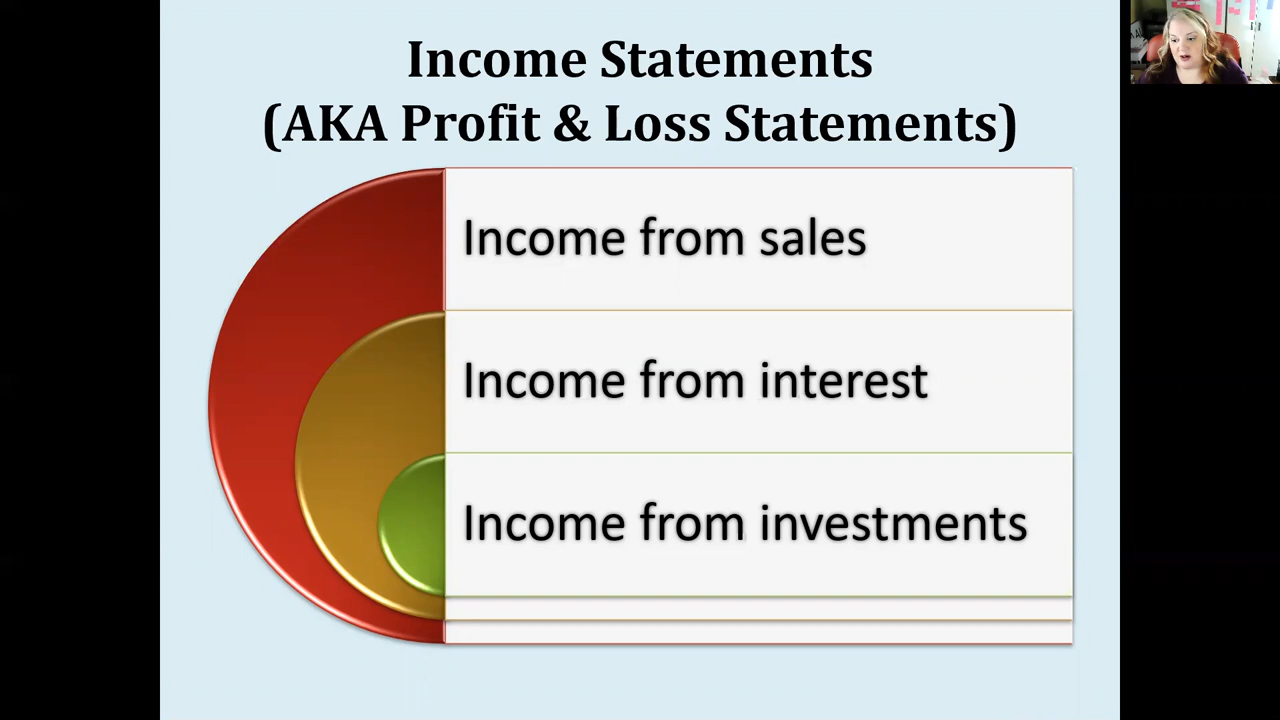 Income Statements
(AKA Profit & Loss Statements)
Income from sales
Income from interest
Income from investments